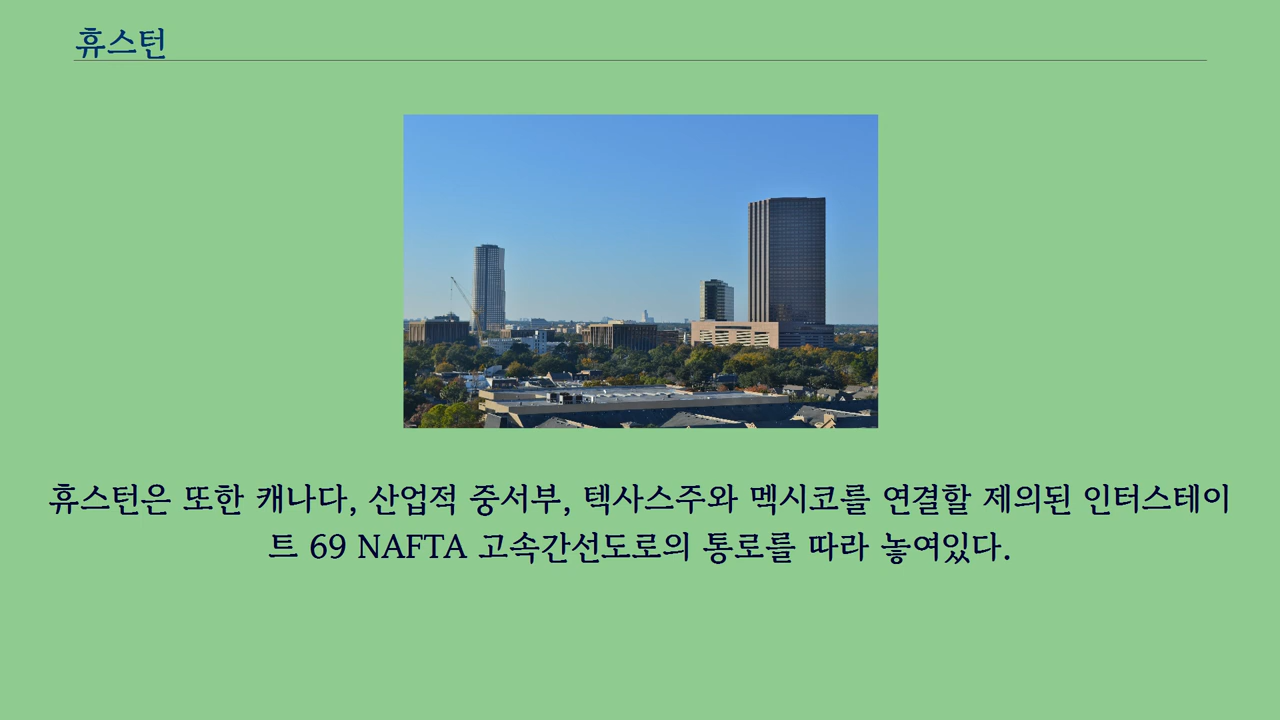 휴스턴
휴스턴은 또한 캐나다, 산업적 중서부, 텍사스주와 멕시코를 연결할 제의된 인터스테이
트 69 NAFTA 고속간선도로의 통로를 따라 놓여있다.